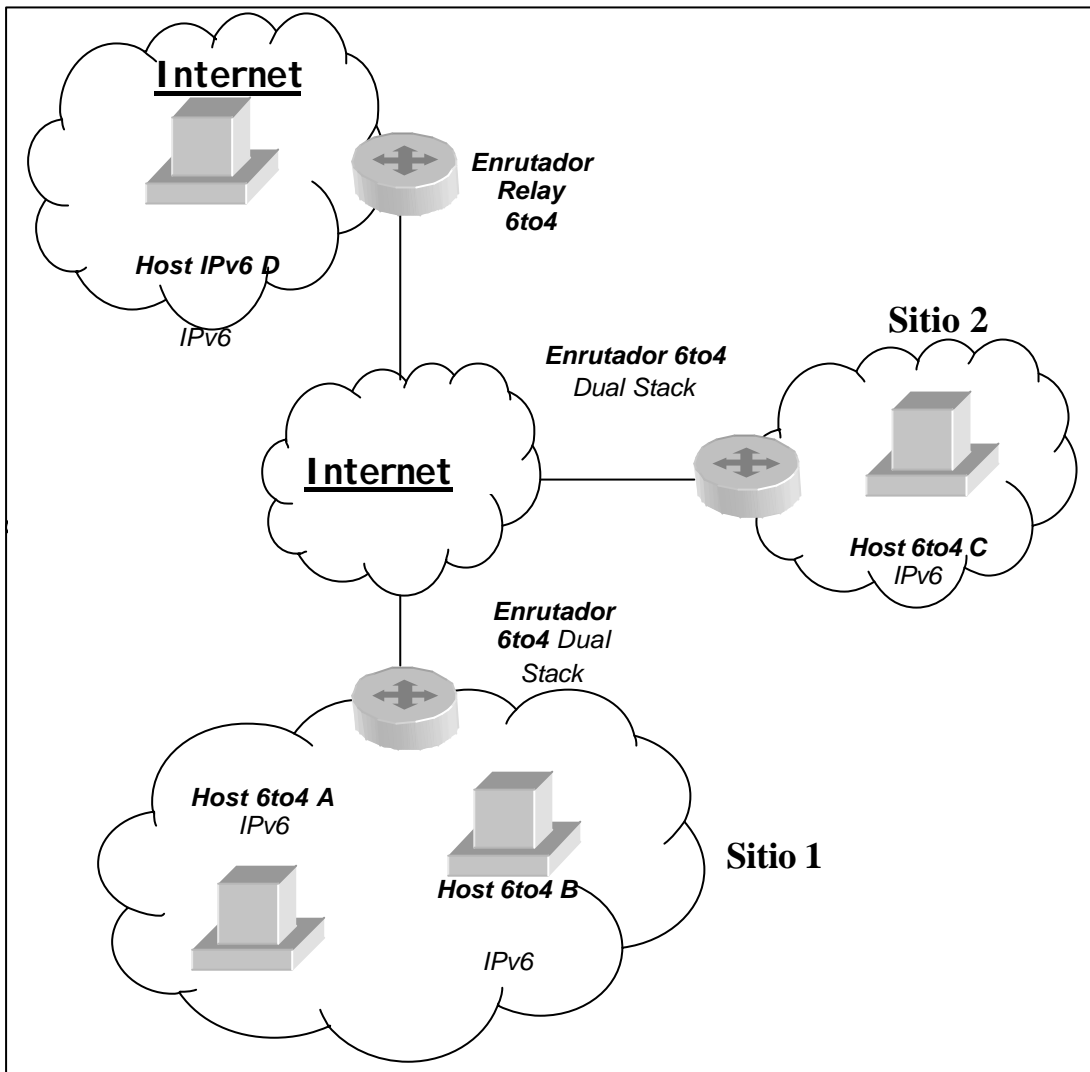 Internet
Enrutador
Relay
6to4
Host IPv6 D
IPv6
Sitio 2
Enrutador 6to4
Dual Stack
Internet
Host 6to4 C
IPv6
Enrutador
6to4 Dual
Stack
Host 6to4 A
IPv6
Host 6to4 B
Sitio 1
IPv6